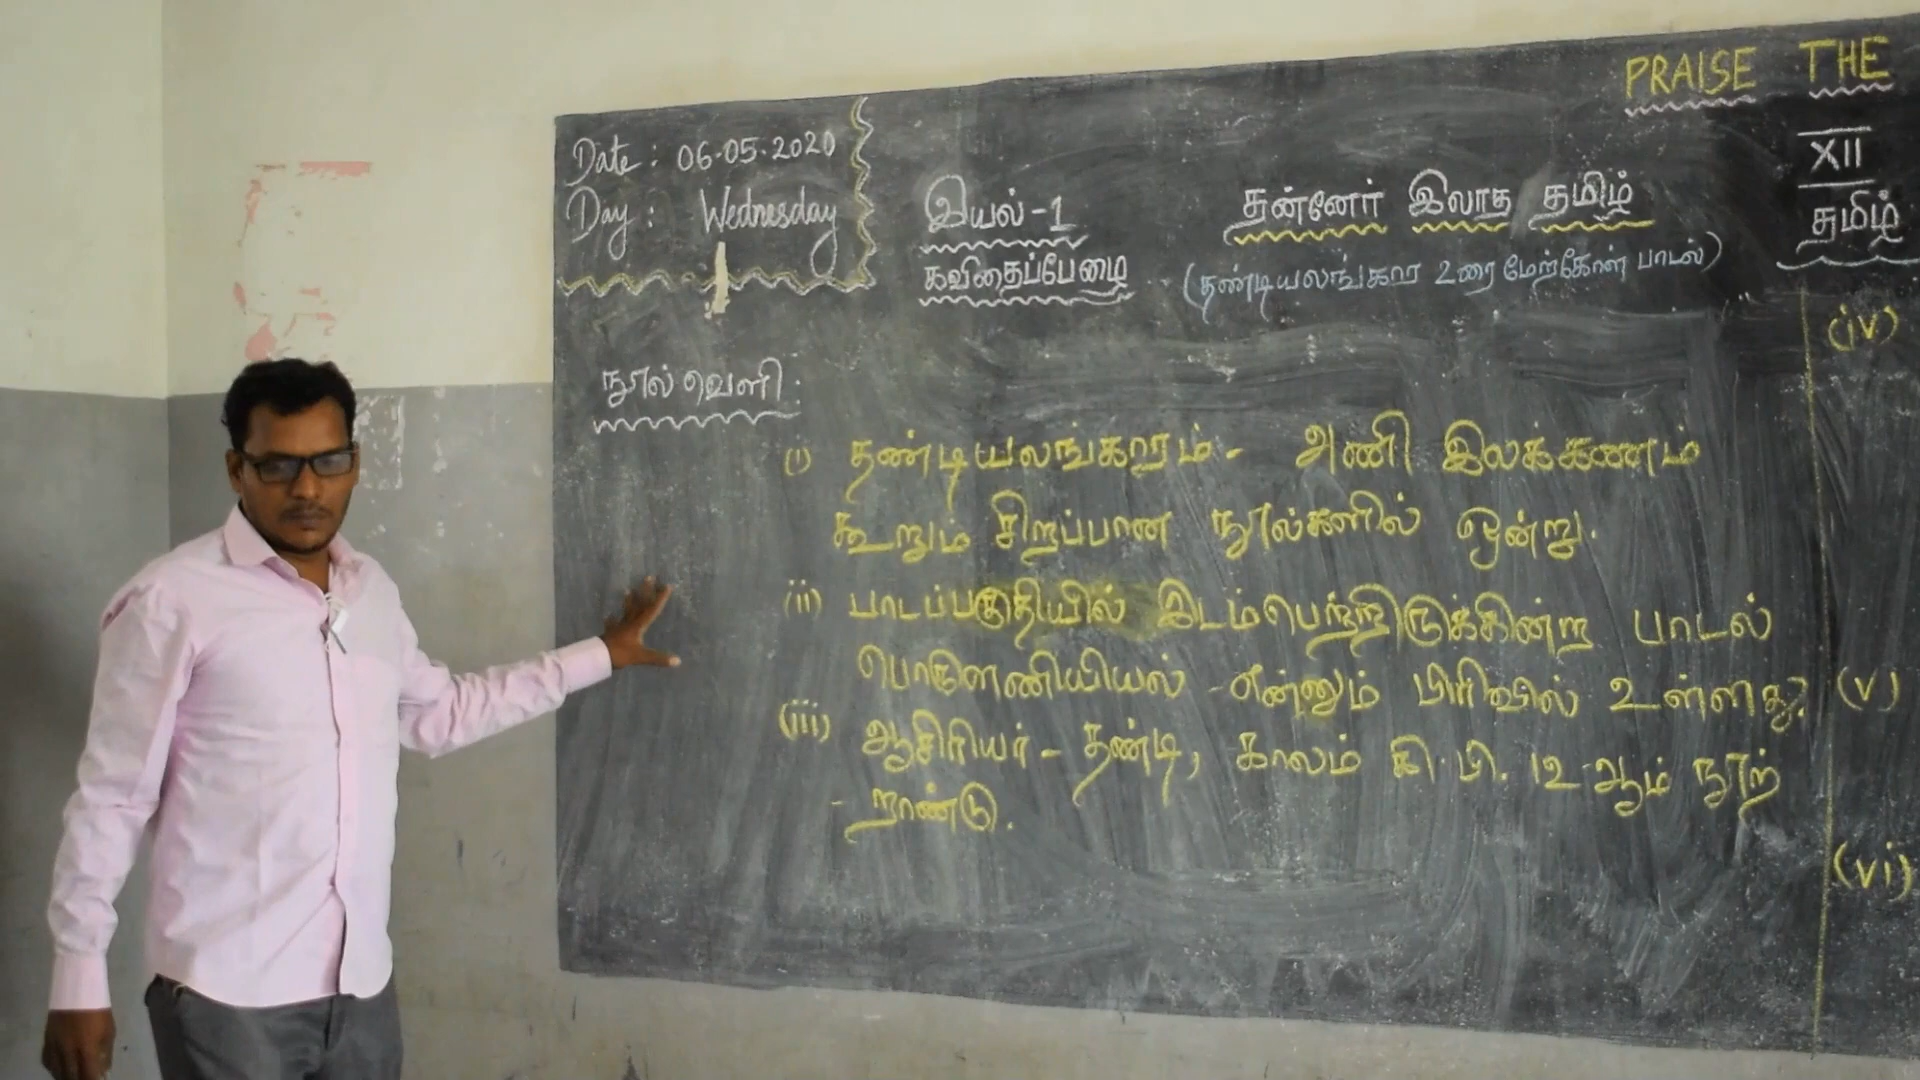 PRAISE THE
Date : 06.05.2020
Day : Wednesday
இயல் - 1
கவிதைப்பேழை
தன்னேர் இலாத தமிழ்
(தண்டியலங்கார உரைமேற்கோள் பாடல்)
XII
தமிழ்
நூல் வெளி :
(i) தண்டியலங்காரம் - அணி இலக்கணம்
கூறும் சிறப்பான நூல்களில் ஒன்று.
(ii) பாடப்பகுதியில் இடம்பெற்றிருக்கின்ற பாடல்
பொருளணியியல் - என்னும் பிரிவில் உள்ளது.
(iii) ஆசிரியர் - தண்டி, காலம் கி.பி. 12-ஆம் நூற்
- றாண்டு.
(iv)
(v)
(vi)